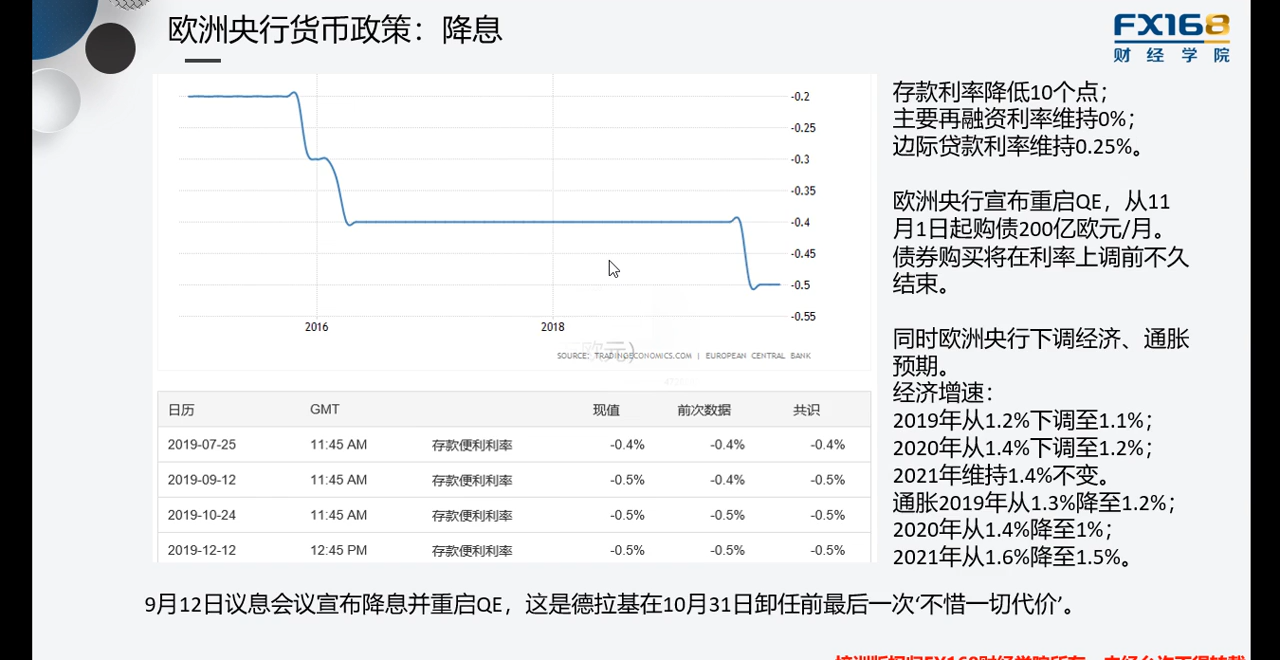 欧洲央行货币政策：降息
FX168
财经学院
-0.2
-0.25
-0.3
-0.35
-0.4
-0.45
-0.5
-0.55
2016
2018
SOURCE: TRADINGECONOMICS.COM | EUROPEAN CENTRAL BANK
日历 GMT 现值 前次数据 共识
2019-07-25 11:45 AM 存款便利利率 -0.4% -0.4% -0.4%
2019-09-12 11:45 AM 存款便利利率 -0.5% -0.4% -0.5%
2019-10-24 11:45 AM 存款便利利率 -0.5% -0.5% -0.5%
2019-12-12 12:45 PM 存款便利利率 -0.5% -0.5% -0.5%
存款利率降低10个点；
主要再融资利率维持0%；
边际贷款利率维持0.25%。
欧洲央行宣布重启QE，从11
月1日起购债200亿欧元/月。
债券购买将在利率上调前不久
结束。
同时欧洲央行下调经济、通胀
预期。
经济增速：
2019年从1.2%下调至1.1%；
2020年从1.4%下调至1.2%；
2021年维持1.4%不变。
通胀2019年从1.3%降至1.2%；
2020年从1.4%降至1%；
2021年从1.6%降至1.5%。
9月12日议息会议宣布降息并重启QE，这是德拉基在10月31日卸任前最后一次‘不惜一切代价’。